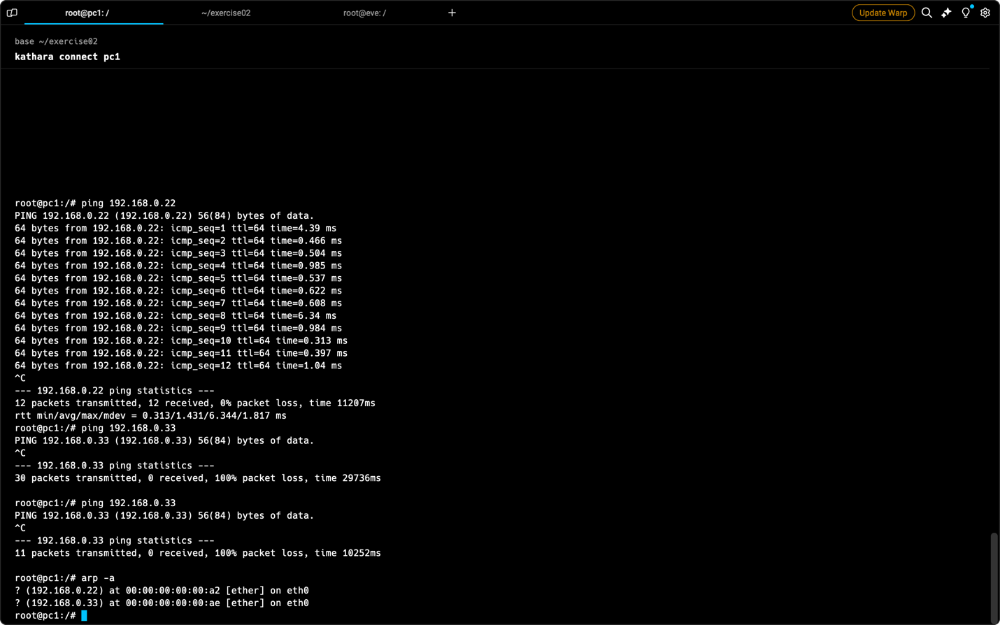 root@pc1: /
~/exercise02
root@eve: /
+
Update Warp
base ~/exercise02
kathara connect pc1
root@pc1:/# ping 192.168.0.22
PING 192.168.0.22 (192.168.0.22) 56(84) bytes of data.
64 bytes from 192.168.0.22: icmp_seq=1 ttl=64 time=4.39 ms
64 bytes from 192.168.0.22: icmp_seq=2 ttl=64 time=0.466 ms
64 bytes from 192.168.0.22: icmp_seq=3 ttl=64 time=0.504 ms
64 bytes from 192.168.0.22: icmp_seq=4 ttl=64 time=0.985 ms
64 bytes from 192.168.0.22: icmp_seq=5 ttl=64 time=0.537 ms
64 bytes from 192.168.0.22: icmp_seq=6 ttl=64 time=0.622 ms
64 bytes from 192.168.0.22: icmp_seq=7 ttl=64 time=0.608 ms
64 bytes from 192.168.0.22: icmp_seq=8 ttl=64 time=6.34 ms
64 bytes from 192.168.0.22: icmp_seq=9 ttl=64 time=0.984 ms
64 bytes from 192.168.0.22: icmp_seq=10 ttl=64 time=0.313 ms
64 bytes from 192.168.0.22: icmp_seq=11 ttl=64 time=0.397 ms
64 bytes from 192.168.0.22: icmp_seq=12 ttl=64 time=1.04 ms
^C
--- 192.168.0.22 ping statistics ---
12 packets transmitted, 12 received, 0% packet loss, time 11207ms
rtt min/avg/max/mdev = 0.313/1.431/6.344/1.817 ms
root@pc1:/# ping 192.168.0.33
PING 192.168.0.33 (192.168.0.33) 56(84) bytes of data.
^C
--- 192.168.0.33 ping statistics ---
30 packets transmitted, 0 received, 100% packet loss, time 29736ms
root@pc1:/# ping 192.168.0.33
PING 192.168.0.33 (192.168.0.33) 56(84) bytes of data.
^C
--- 192.168.0.33 ping statistics ---
11 packets transmitted, 0 received, 100% packet loss, time 10252ms
root@pc1:/# arp -a
? (192.168.0.22) at 00:00:00:00:00:a2 [ether] on eth0
? (192.168.0.33) at 00:00:00:00:00:ae [ether] on eth0
root@pc1:/#